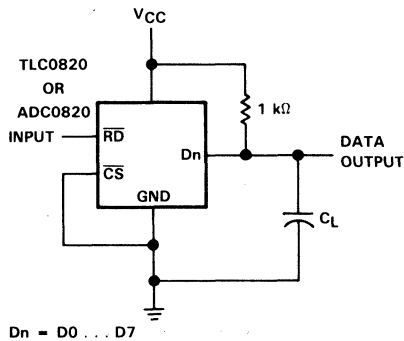 VCC
TLC0820
OR
ADC0820
INPUT
RD
CS
Dn
GND
1 kΩ
DATA
OUTPUT
CL
Dn = D0 . . . D7